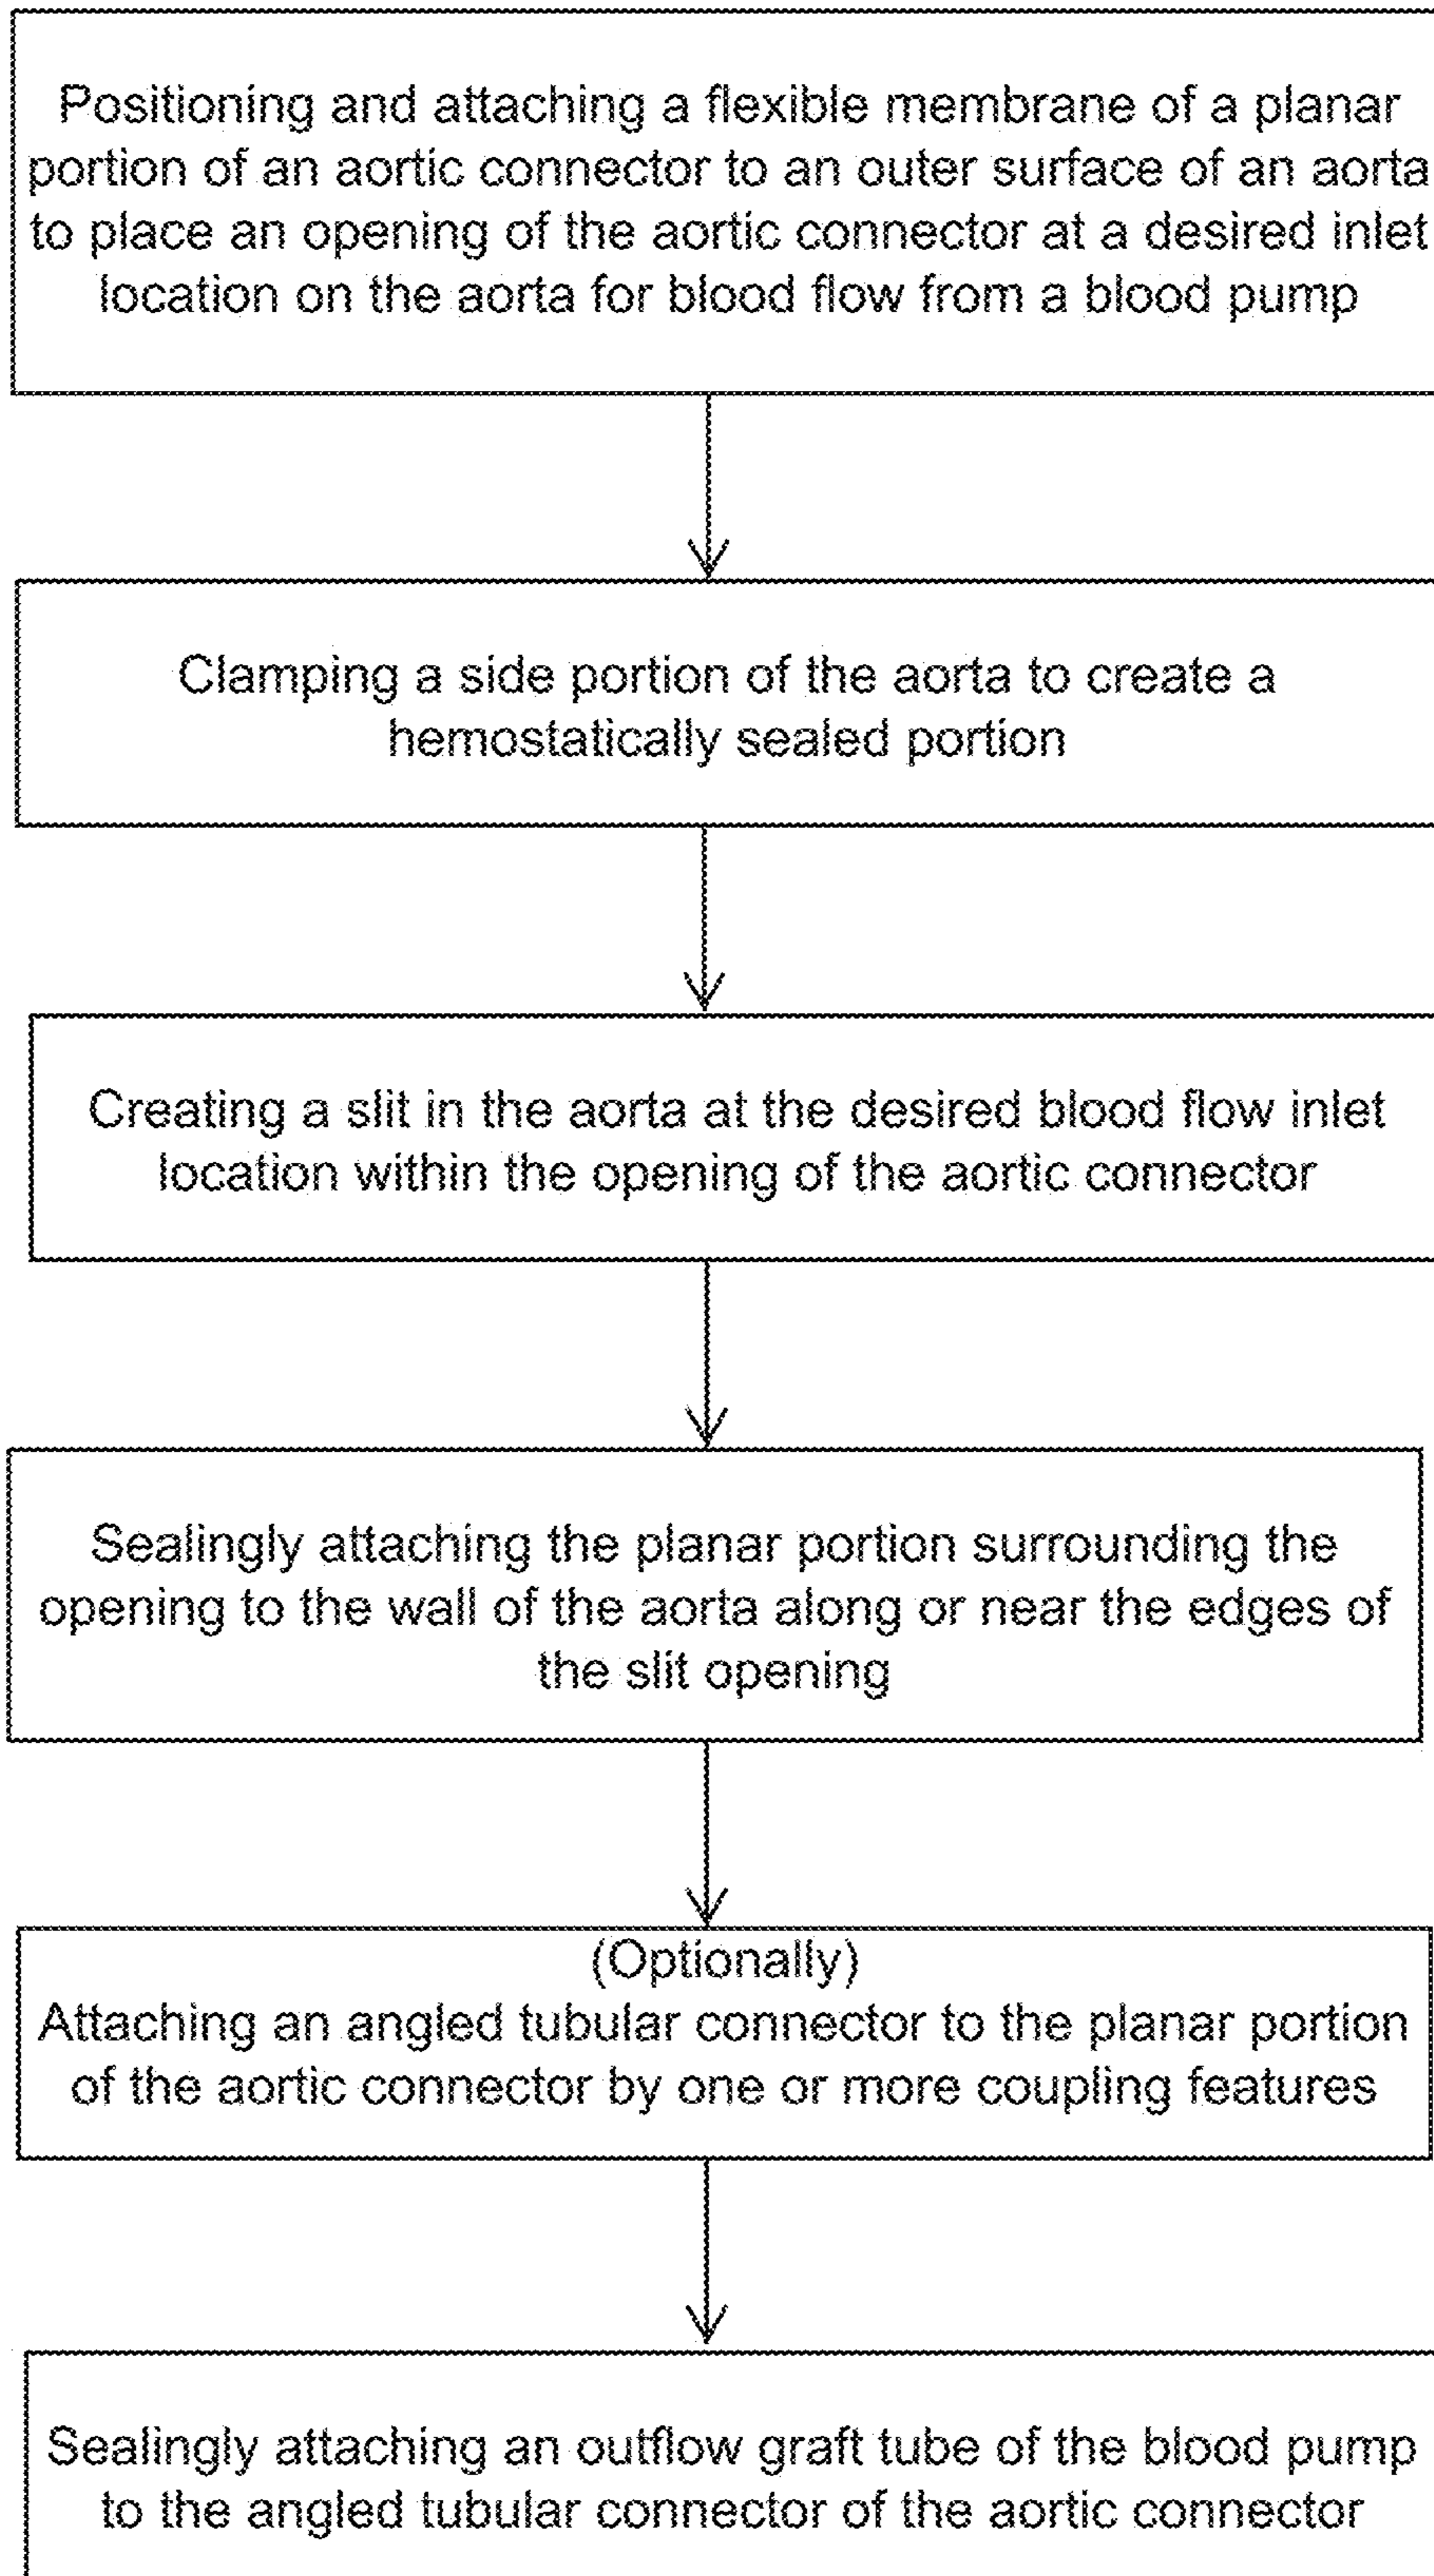 Positioning and attaching a flexible membrane of a planar
portion of an aortic connector to an outer surface of an aorta
to place an opening of the aortic connector at a desired inlet
location on the aorta for blood flow from a blood pump
Clamping a side portion of the aorta to create a
hemostatically sealed portion
Creating a slit in the aorta at the desired blood flow inlet
location within the opening of the aortic connector
Sealingly attaching the planar portion surrounding the
opening to the wall of the aorta along or near the edges of
the slit opening
(Optionally)
Attaching an angled tubular connector to the planar portion
of the aortic connector by one or more coupling features
Sealingly attaching an outflow graft tube of the blood pump
to the angled tubular connector of the aortic connector